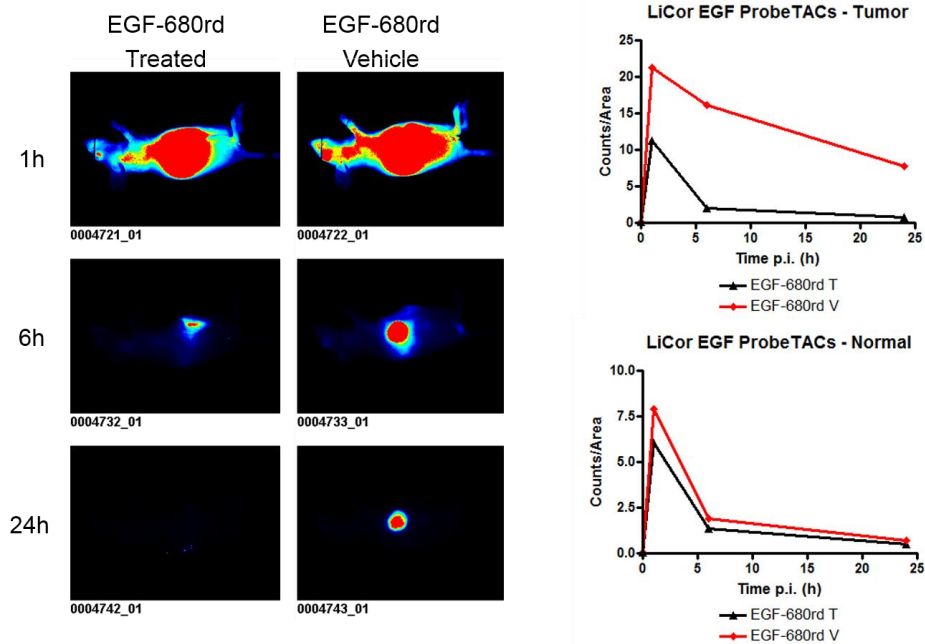 EGF-680rd
Treated
EGF-680rd
Vehicle
1h
0004721_01
0004722_01
6h
0004732_01
0004733_01
24h
0004742_01
0004743_01
LiCor EGF ProbeTACs - Tumor
Counts/Area
25
20
15
10
5
0
0 5 10 15 20 25
Time p.i. (h)
EGF-680rd T
EGF-680rd V
LiCor EGF ProbeTACs - Normal
Counts/Area
10.0
7.5
5.0
2.5
0.0
0 5 10 15 20 25
Time p.i. (h)
EGF-680rd T
EGF-680rd V